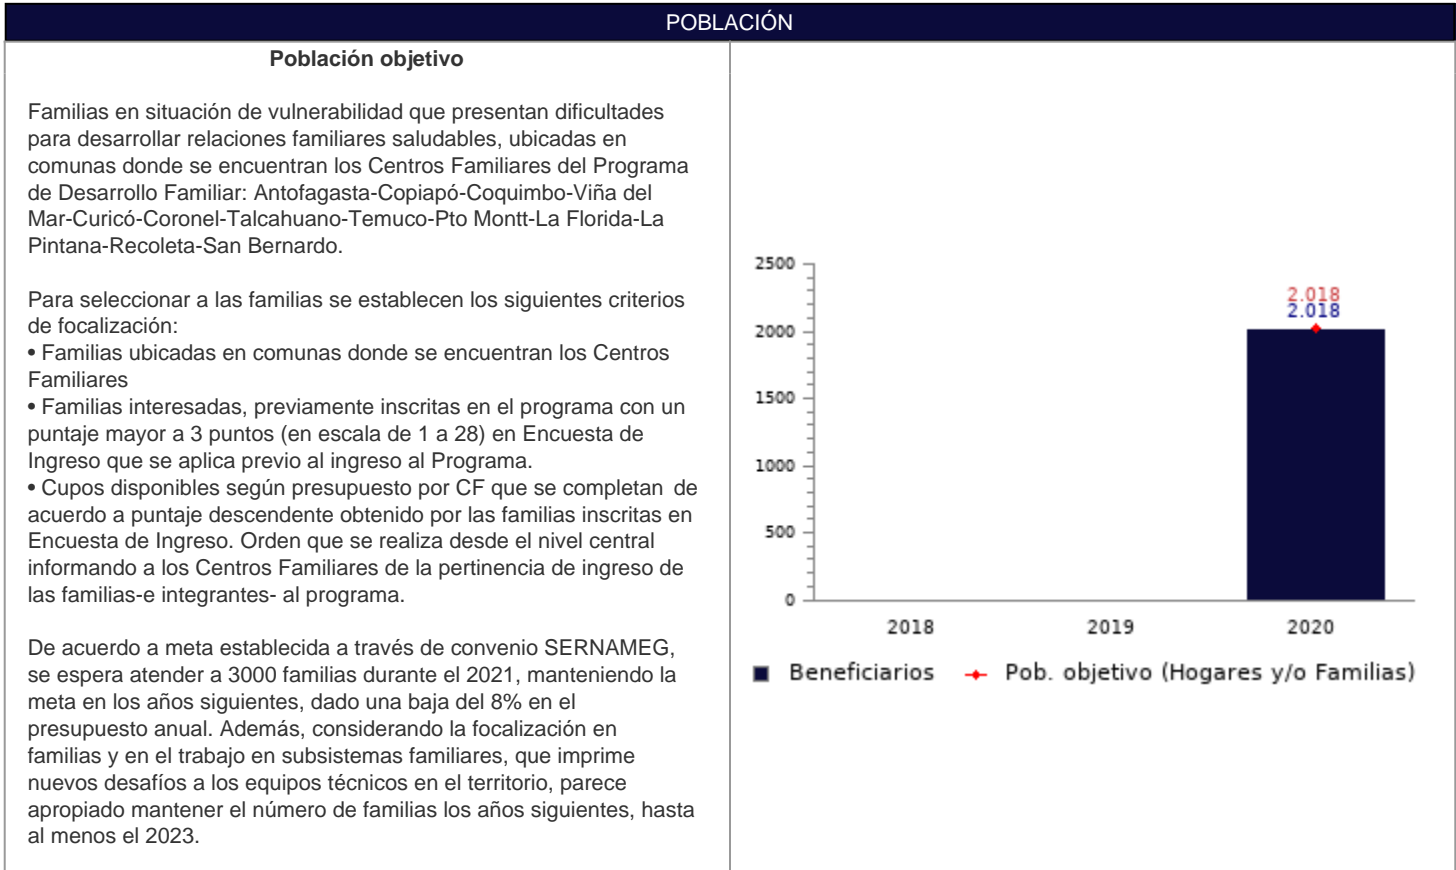 POBLACIÓN
Población objetivo
Familias en situación de vulnerabilidad que presentan dificultades
para desarrollar relaciones familiares saludables, ubicadas en
comunas donde se encuentran los Centros Familiares del Programa
de Desarrollo Familiar: Antofagasta-Copiapó-Coquimbo-Viña del
Mar-Curicó-Coronel-Talcahuano-Temuco-Pto Montt-La Florida-La
Pintana-Recoleta-San Bernardo.
Para seleccionar a las familias se establecen los siguientes criterios
de focalización:
• Familias ubicadas en comunas donde se encuentran los Centros
Familiares
• Familias interesadas, previamente inscritas en el programa con un
puntaje mayor a 3 puntos (en escala de 1 a 28) en Encuesta de
Ingreso que se aplica previo al ingreso al Programa.
• Cupos disponibles según presupuesto por CF que se completan de
acuerdo a puntaje descendente obtenido por las familias inscritas en
Encuesta de Ingreso. Orden que se realiza desde el nivel central
informando a los Centros Familiares de la pertinencia de ingreso de
las familias-e integrantes- al programa.
De acuerdo a meta establecida a través de convenio SERNAMEG,
se espera atender a 3000 familias durante el 2021, manteniendo la
meta en los años siguientes, dado una baja del 8% en el
presupuesto anual. Además, considerando la focalización en
familias y en el trabajo en subsistemas familiares, que imprime
nuevos desafíos a los equipos técnicos en el territorio, parece
apropiado mantener el número de familias los años siguientes, hasta
al menos el 2023.
2500
2000
1500
1000
500
0
2.018
2.018
2018 2019 2020
Beneficiarios Pob. objetivo (Hogares y/o Familias)